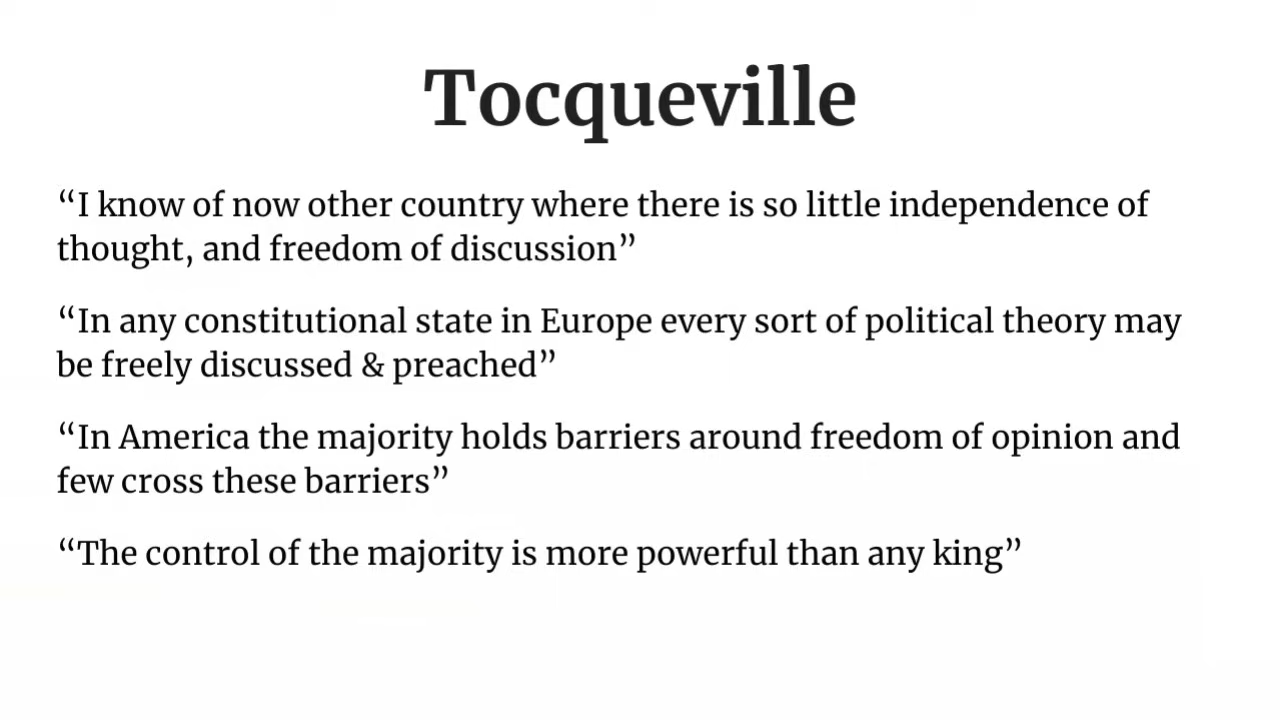 Tocqueville
“I know of now other country where there is so little independence of
thought, and freedom of discussion”
“In any constitutional state in Europe every sort of political theory may
be freely discussed & preached”
“In America the majority holds barriers around freedom of opinion and
few cross these barriers”
“The control of the majority is more powerful than any king”